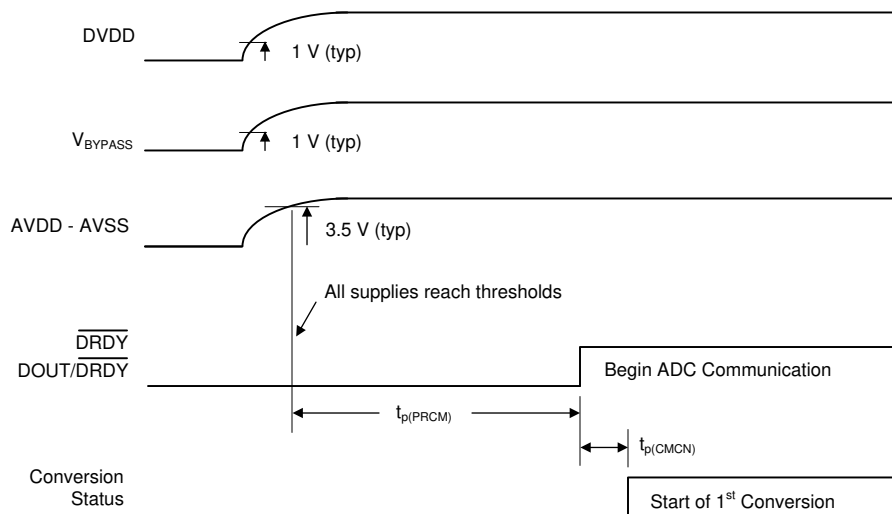 DVDD
1 V (typ)
VBYPASS
1 V (typ)
AVDD - AVSS
3.5 V (typ)
All supplies reach thresholds
DRDY
DOUT/DRDY
Begin ADC Communication
tp(PRCM)
tp(CMCN)
Conversion
Status
Start of 1st Conversion